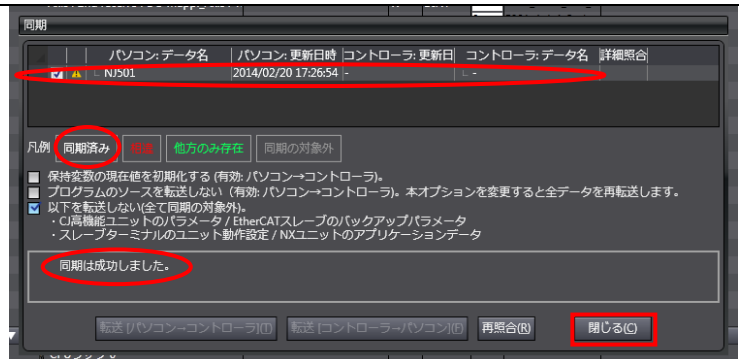 同期
パソコン: データ名 パソコン: 更新日時 コントローラ: 更新日 コントローラ: データ名 詳細照合
NJ501 2014/02/20 17:26:54 - -
凡例 同期済み 相違 他方のみ存在 同期の対象外
保持変数の現在値を初期化する (有効: パソコン→コントローラ)。
プログラムのソースを転送しない (有効: パソコン→コントローラ)。本オプションを変更すると全データを再転送します。
以下を転送しない(全て同期の対象外)。
・CJ高機能ユニットのパラメータ / EtherCATスレーブのバックアップパラメータ
・スレーブターミナルのユニット動作設定 / NXユニットのアプリケーションデータ
同期は成功しました。
転送 [パソコン→コントローラ](T) 転送 [コントローラ→パソコン](F) 再照合(R) 閉じる(C)